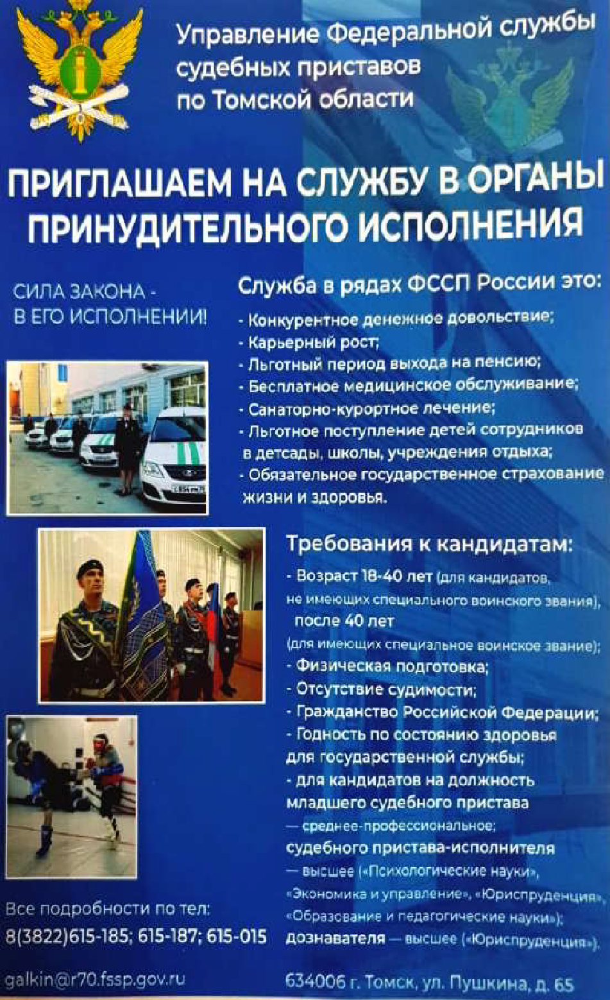 Управление Федеральной службы
судебных приставов
по Томской области
ПРИГЛАШАЕМ НА СЛУЖБУ В ОРГАНЫ
ПРИНУДИТЕЛЬНОГО ИСПОЛНЕНИЯ
СИЛА ЗАКОНА -
В ЕГО ИСПОЛНЕНИИ!
Служба в рядах ФССП России это:
- Конкурентное денежное довольствие;
- Карьерный рост;
- Льготный период выхода на пенсию;
- Бесплатное медицинское обслуживание;
- Санаторно-курортное лечение;
- Льготное поступление детей сотрудников
в детсады, школы, учреждения отдыха;
- Обязательное государственное страхование
жизни и здоровья.
Требования к кандидатам:
- Возраст 18-40 лет (для кандидатов,
не имеющих специального воинского звания),
после 40 лет
(для имеющих специальное воинское звание);
- Физическая подготовка;
- Отсутствие судимости;
- Гражданство Российской Федерации;
- Годность по состоянию здоровья
для государственной службы;
- для кандидатов на должность
младшего судебного пристава
— среднее-профессиональное;
судебного пристава-исполнителя
— высшее («Психологические науки»,
«Экономика и управление», «Юриспруденция»,
«Образование и педагогические науки»);
дознавателя — высшее («Юриспруденция»).
Все подробности по тел:
8(3822)615-185; 615-187; 615-015
galkin@r70.fssp.gov.ru
634006 г. Томск, ул. Пушкина, д. 65